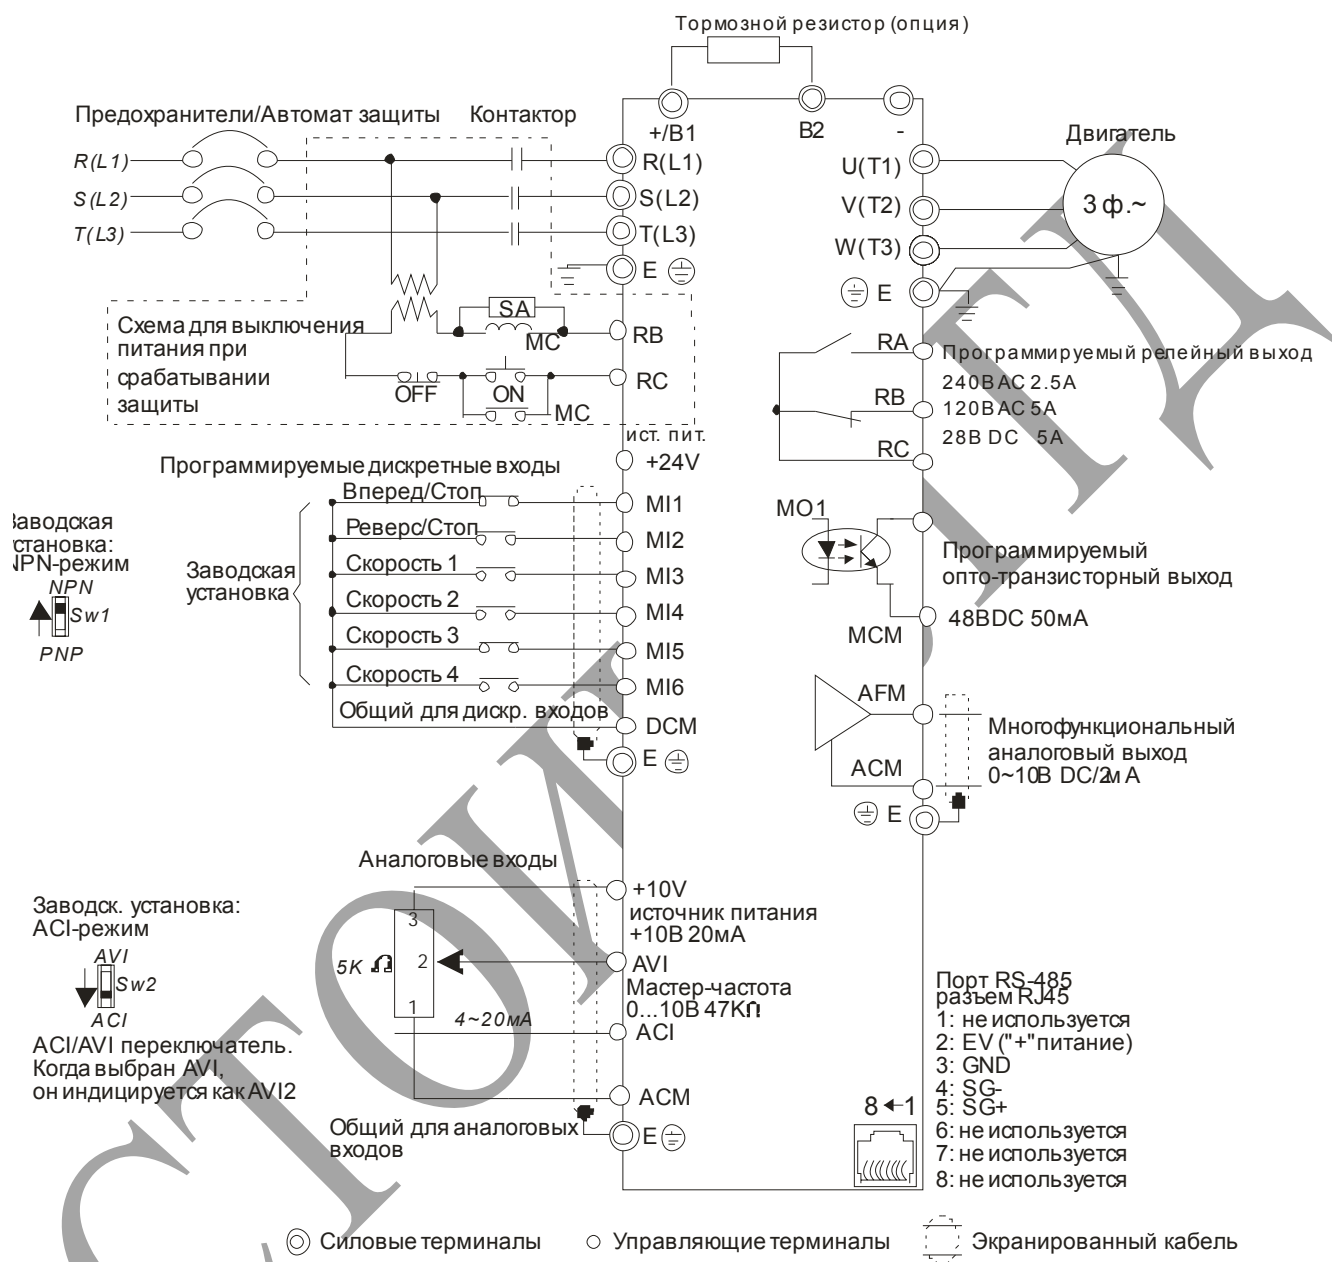 Тормозной резистор (опция)
Предохранители/Автомат защиты
Контактор
+/B1
B2
-
Двигатель
R(L1)
R(L1)
U(T1)
S(L2)
S(L2)
V(T2)
3 ф.~
T(L3)
T(L3)
W(T3)
E
E
Схема для выключения
питания при
срабатывании
защиты
SA
MC
RB
OFF
ON
MC
RC
RA
RB
RC
Программируемый релейный выход
240В AC 2.5A
120В AC 5A
28В DC 5A
ист. пит.
+24V
Программируемые дискретные входы
Вперед/Стоп
MI1
Реверс/Стоп
MI2
Скорость 1
MI3
Скорость 2
MI4
Скорость 3
MI5
Скорость 4
MI6
Общий для дискр. входов
DCM
E
Заводская
установка
Заводская
установка:
NPN-режим
NPN
Sw1
PNP
MO1
MCM
Программируемый
опто-транзисторный выход
48ВDC 50мА
AFM
ACM
E
Многофункциональный
аналоговый выход
0~10В DC/2мА
Аналоговые входы
+10V
источник питания
+10В 20мА
3
5K Ω
2
1
AVI
Мастер-частота
0...10В 47KΩ
4~20мА
ACI
ACM
Общий для аналоговых
входов
E
Заводск. установка:
ACI-режим
AVI
Sw2
ACI
ACI/AVI переключатель.
Когда выбран AVI,
он индицируется как AVI2
Порт RS-485
разъем RJ45
1: не используется
2: EV ("+"питание)
3: GND
4: SG-
5: SG+
6: не используется
7: не используется
8: не используется
8←1
Силовые терминалы
Управляющие терминалы
Экранированный кабель